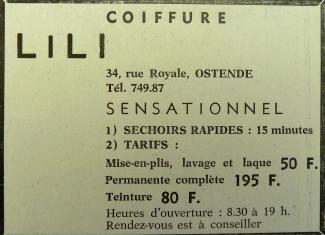 COIFFURE
LILI
34, rue Royale, OSTENDE
Tél. 749.87
SENSATIONNEL
1) SECHOIRS RAPIDES : 15 minutes
2) TARIFS :
Mise-en-plis, lavage et laque 50 F.
Permanente complète 195 F.
Teinture 80 F.
Heures d'ouverture : 8.30 à 19 h.
Rendez-vous est à conseiller